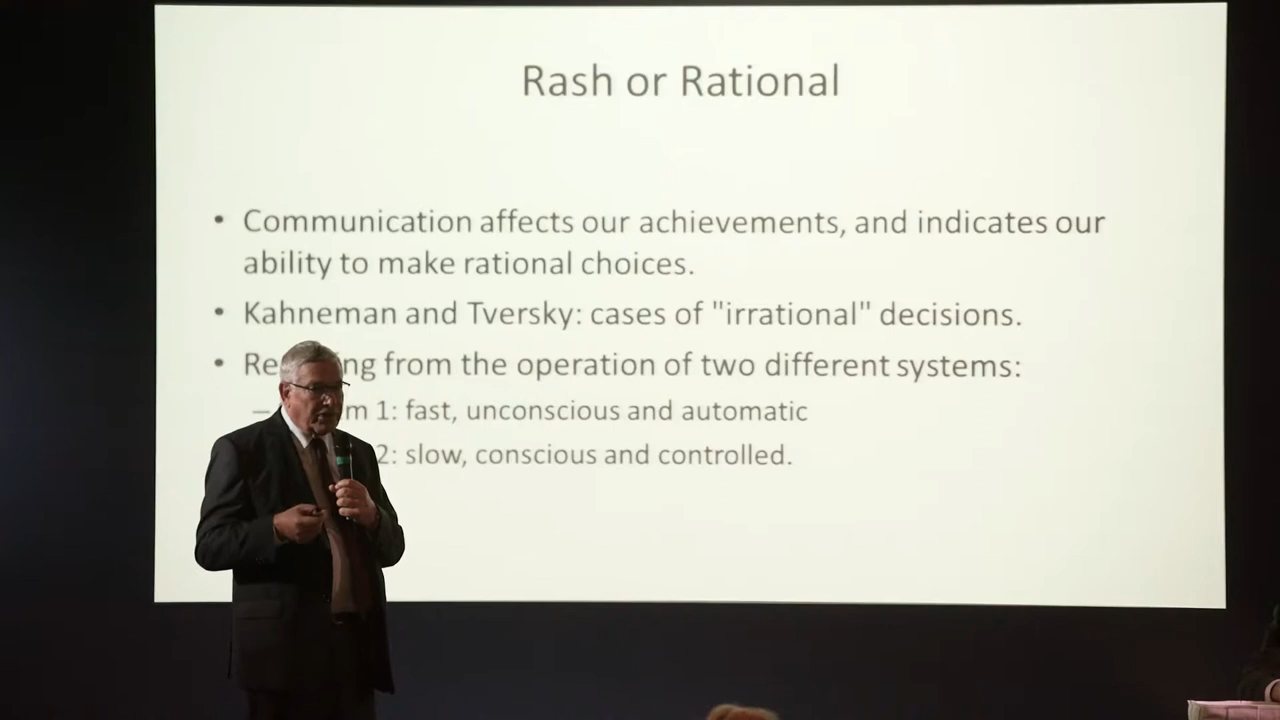 Rash or Rational
• Communication affects our achievements, and indicates our
ability to make rational choices.
• Kahneman and Tversky: cases of "irrational" decisions.
• from the operation of two different systems:
– 1: fast, unconscious and automatic
2: slow, conscious and controlled.